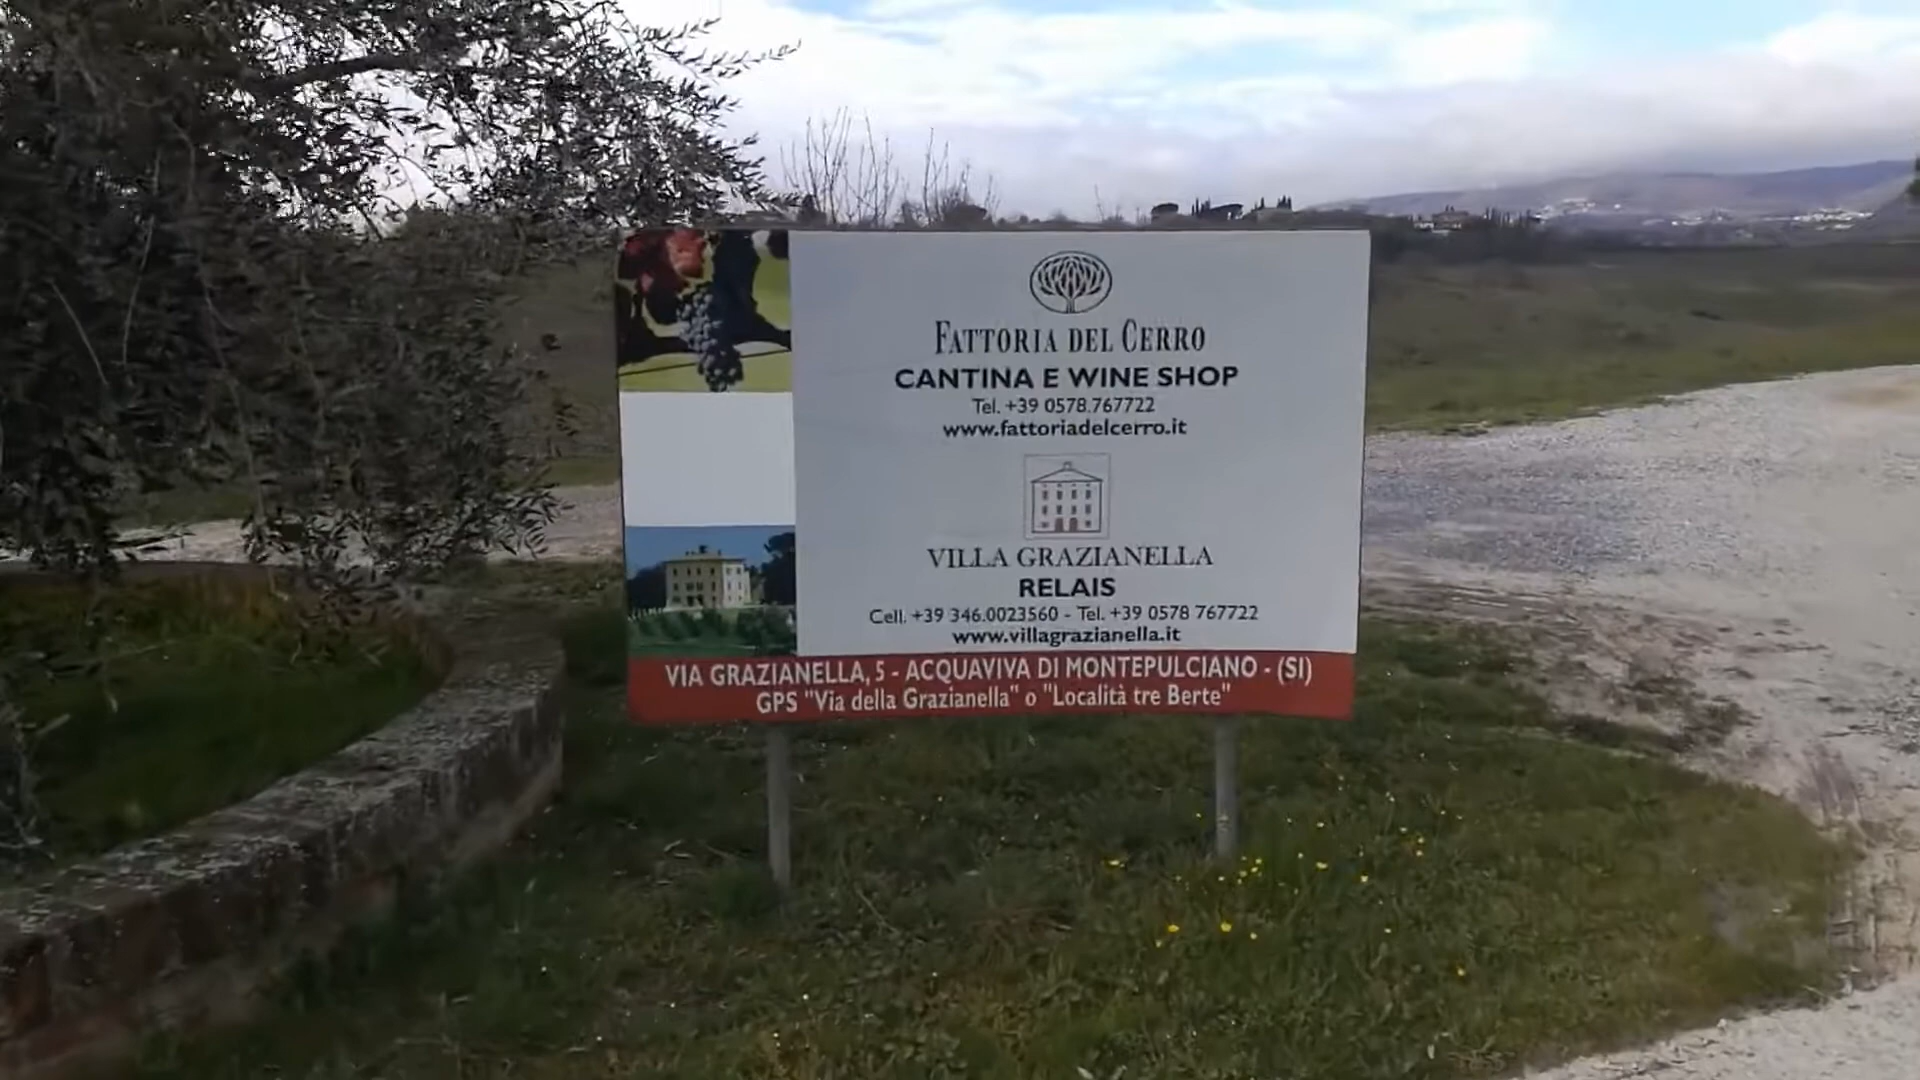 FATTORIA DEL CERRO
CANTINA E WINE SHOP
Tel. +39 0578.767722
www.fattoriadelcerro.it
VILLA GRAZIANELLA
RELAIS
Cell. +39 346.0023560 - Tel. +39 0578 767722
www.villagrazianella.it
VIA GRAZIANELLA, 5 - ACQUAVIVA DI MONTEPULCIANO - (SI)
GPS "Via della Grazianella" o "Località tre Berte"